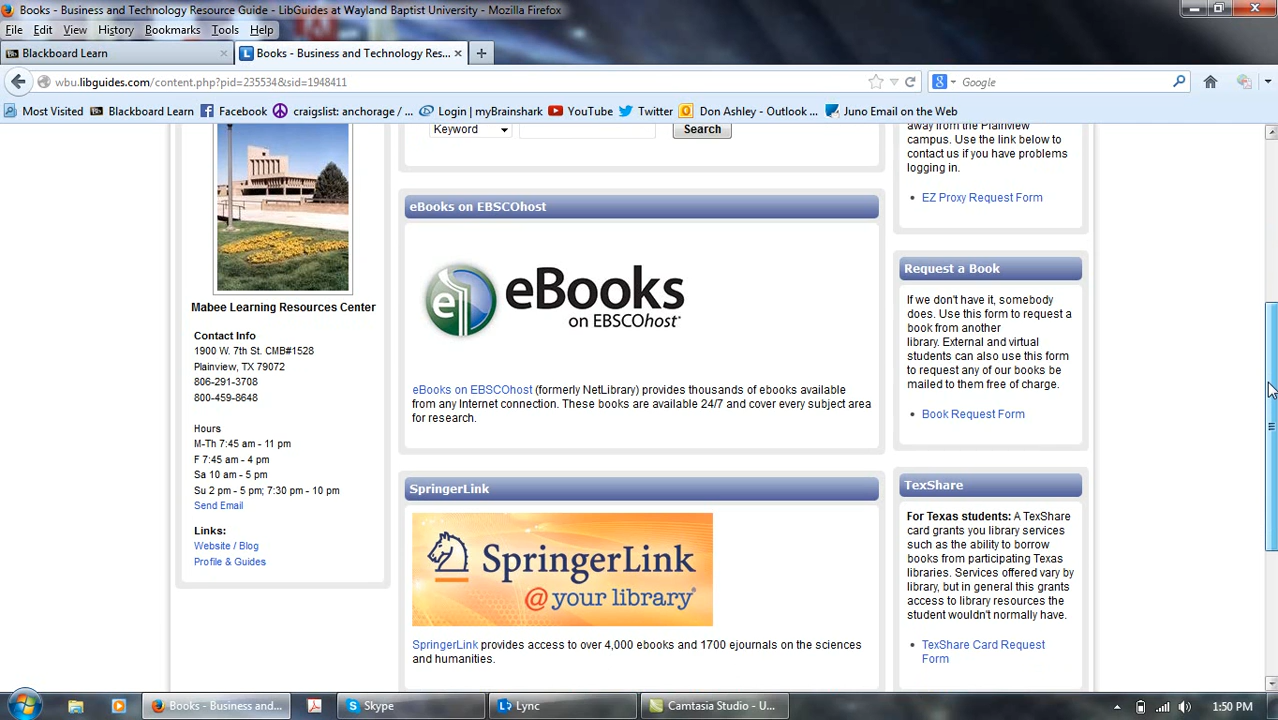 Books - Business and Technology Resource Guide - LibGuides at Wayland Baptist University - Mozilla Firefox
File Edit View History Bookmarks Tools Help
Blackboard Learn
Books - Business and Technology Res...
wbu.libguides.com/content.php?pid=235534&sid=1948411
Google
Most Visited Blackboard Learn Facebook craigslist: anchorage / ... Login | myBrainshark YouTube Twitter Don Ashley - Outlook ... Juno Email on the Web
Mabee Learning Resources Center
Contact Info
1900 W. 7th St. CMB#1528
Plainview, TX 79072
806-291-3708
800-459-8648
Hours
M-Th 7:45 am - 11 pm
F 7:45 am - 4 pm
Sa 10 am - 5 pm
Su 2 pm - 5 pm; 7:30 pm - 10 pm
Send Email
Links:
Website / Blog
Profile & Guides
Keyword
Search
eBooks on EBSCOhost
e
eBooks
on EBSCOhost
eBooks on EBSCOhost (formerly NetLibrary) provides thousands of ebooks available
from any Internet connection. These books are available 24/7 and cover every subject area
for research.
SpringerLink
SpringerLink
@ your library®
SpringerLink provides access to over 4,000 ebooks and 1700 ejournals on the sciences
and humanities.
away from the Plainview
campus. Use the link below to
contact us if you have problems
logging in.
EZ Proxy Request Form
Request a Book
If we don't have it, somebody
does. Use this form to request a
book from another
library. External and virtual
students can also use this form
to request any of our books be
mailed to them free of charge.
Book Request Form
TexShare
For Texas students: A TexShare
card grants you library services
such as the ability to borrow
books from participating Texas
libraries. Services offered vary by
library, but in general this grants
access to library resources the
student wouldn't normally have.
TexShare Card Request
Form
Books - Business and...
Skype
Lync
Camtasia Studio - U...
1:50 PM